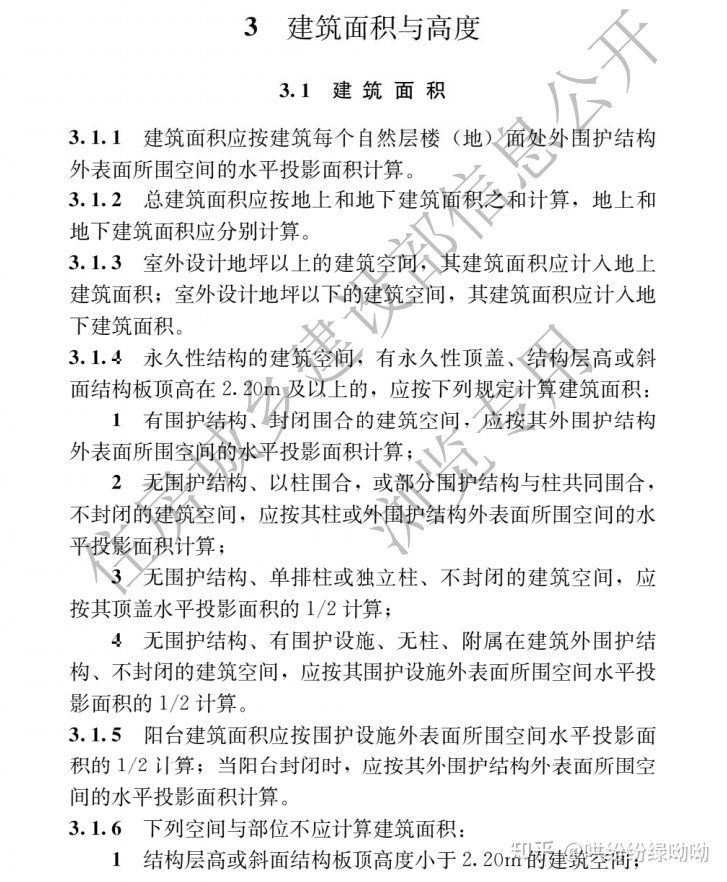 3 建筑面积与高度
3.1 建筑面积
3.1.1 建筑面积应按建筑每个自然层楼（地）面处外围护结构
外表面所围空间的水平投影面积计算。
3.1.2 总建筑面积应按地上和地下建筑面积之和计算，地上和
地下建筑面积应分别计算。
3.1.3 室外设计地坪以上的建筑空间，其建筑面积应计入地上
建筑面积；室外设计地坪以下的建筑空间，其建筑面积应计入地
下建筑面积。
3.1.4 永久性结构的建筑空间，有永久性顶盖、结构层高或斜
面结构板顶高在2.20m及以上的，应按下列规定计算建筑面积：
1 有围护结构、封闭围合的建筑空间，应按其外围护结构
外表面所围空间的水平投影面积计算；
2 无围护结构、以柱围合，或部分围护结构与柱共同围合，
不封闭的建筑空间，应按其柱或外围护结构外表面所围空间的水
平投影面积计算；
3 无围护结构、单排柱或独立柱、不封闭的建筑空间，应
按其顶盖水平投影面积的1/2计算；
4 无围护结构、有围护设施、无柱、附属在建筑外围护结
构、不封闭的建筑空间，应按其围护设施外表面所围空间水平投
影面积的1/2计算。
3.1.5 阳台建筑面积应按围护设施外表面所围空间水平投影面
积的1/2计算；当阳台封闭时，应按其外围护结构外表面所围空
间的水平投影面积计算。
3.1.6 下列空间与部位不应计算建筑面积：
1 结构层高或斜面结构板顶高度小于2.20m的建筑空间；
住房城乡建设部信息公开
浏览专用
知乎 @哄纷纷绿呦呦